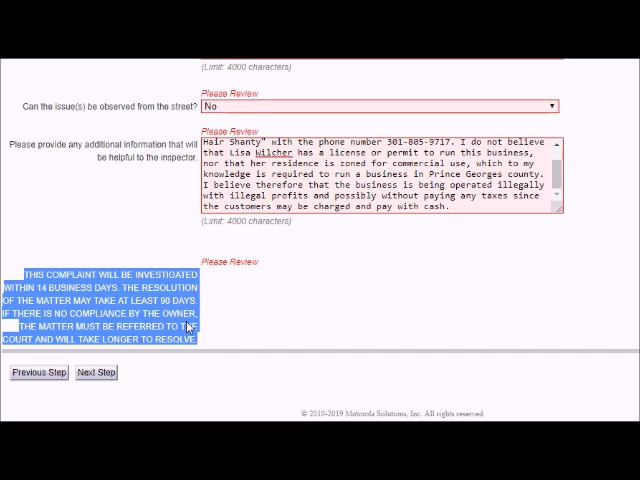 (Limit: 4000 characters)
Please Review
Can the issue(s) be observed from the street?
No
Please Review
Please provide any additional information that will
be helpful to the inspector.
Hair Shanty" with the phone number 301-805-9717. I do not believe
that Lisa Wilcher has a license or permit to run this business,
nor that her residence is zoned for commercial use, which to my
knowledge is required to run a business in Prince Georges county.
I believe therefore that the business is being operated illegally
with illegal profits and possibly without paying any taxes since
the customers may be charged and pay with cash.
(Limit: 4000 characters)
Please Review
THIS COMPLAINT WILL BE INVESTIGATED
WITHIN 14 BUSINESS DAYS. THE RESOLUTION
OF THE MATTER MAY TAKE AT LEAST 90 DAYS.
IF THERE IS NO COMPLIANCE BY THE OWNER,
THE MATTER MUST BE REFERRED TO THE
COURT AND WILL TAKE LONGER TO RESOLVE.
Previous Step
Next Step
© 2010-2019 Motorola Solutions, Inc. All rights reserved.